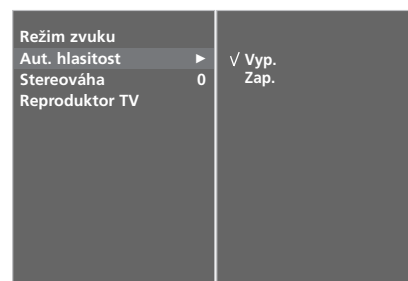 Režim zvuku
Aut. hlasitost ►
Stereováha 0
Reproduktor TV
√ Vyp.
Zap.